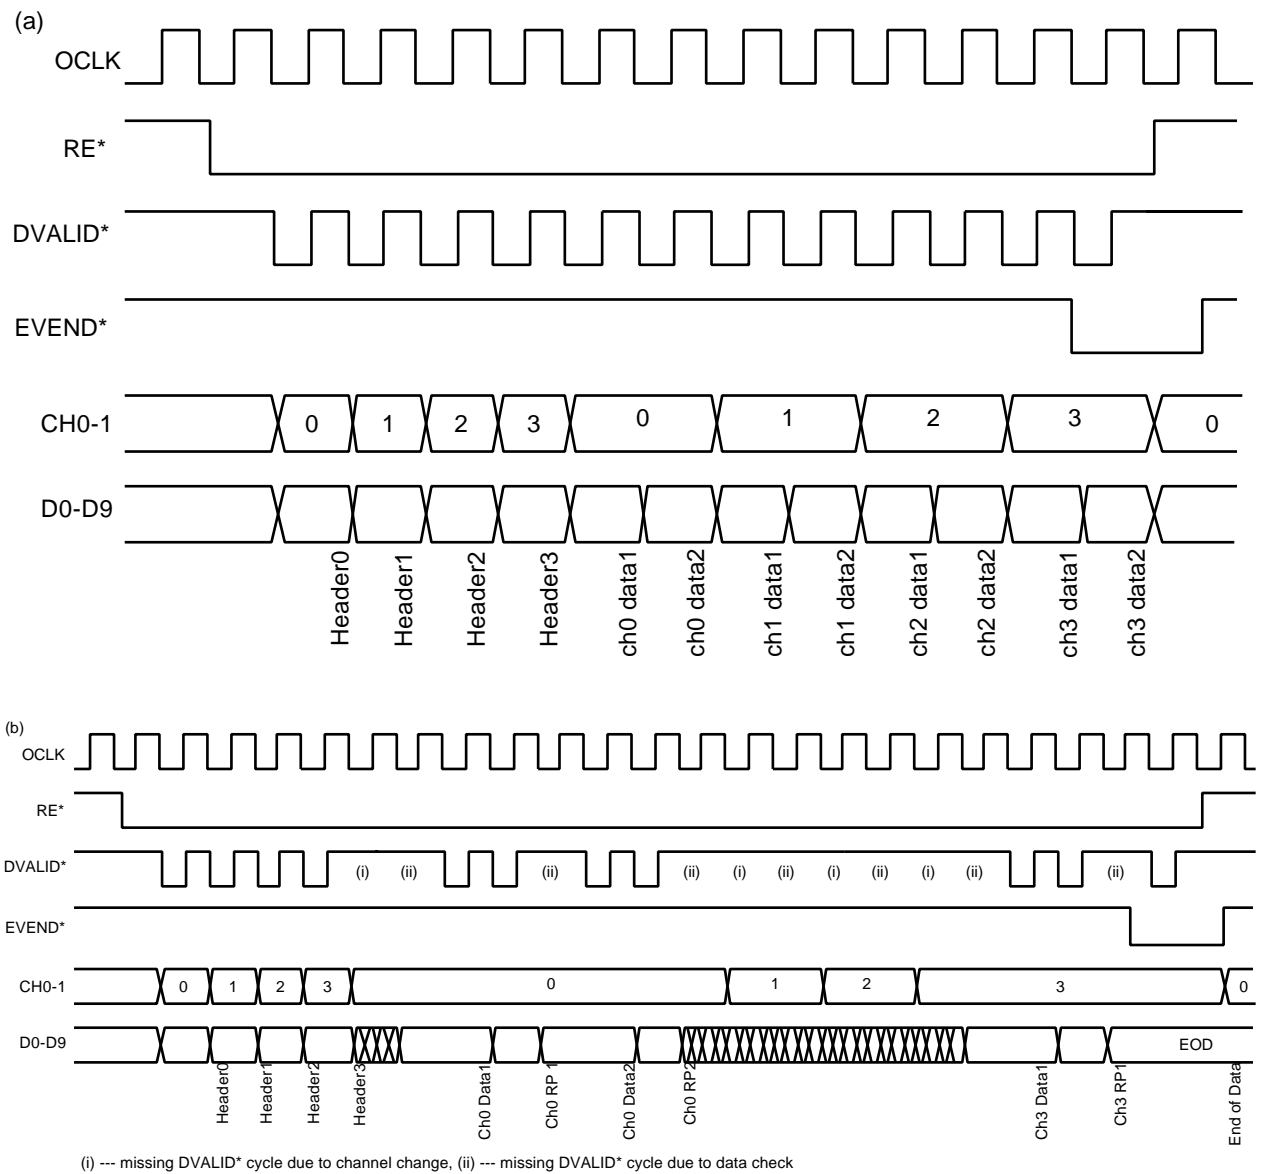 (a)
OCLK
RE*
DVALID*
EVEND*
CH0-1
0 1 2 3 0 1 2 3 0
D0-D9
Header0
Header1
Header2
Header3
ch0 data1
ch0 data2
ch1 data1
ch1 data2
ch2 data1
ch2 data2
ch3 data1
ch3 data2
(b)
OCLK
RE*
DVALID*
(i) (ii) (ii) (ii) (i) (ii) (i) (ii) (i) (ii) (ii)
EVEND*
CH0-1
0 1 2 3 0 1 2 3 0
D0-D9
EOD
Header0
Header1
Header2
Header3
Ch0 Data1
Ch0 RP 1
Ch0 Data2
Ch0 RP2
Ch3 Data1
Ch3 RP1
End of Data
(i) --- missing DVALID* cycle due to channel change, (ii) --- missing DVALID* cycle due to data check